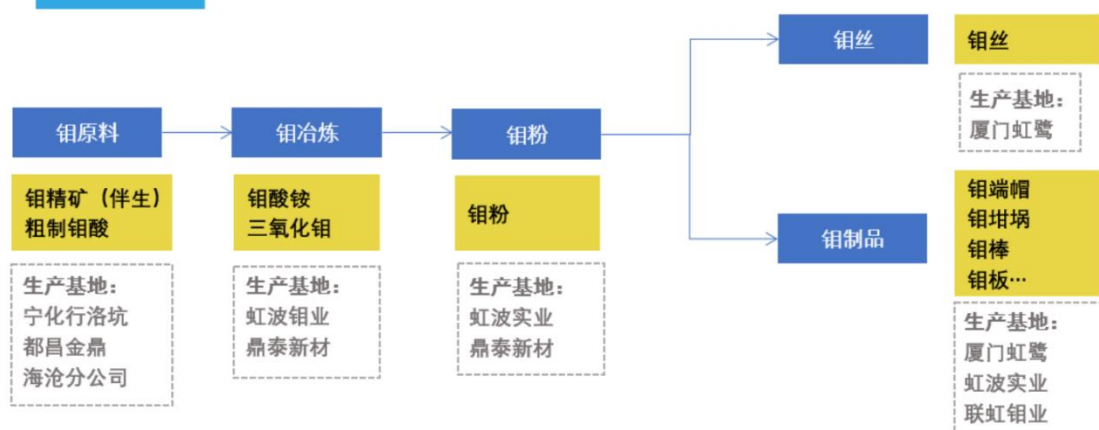 钼原料
钼精矿（伴生）
粗制钼酸
生产基地：
宁化行洛坑
都昌金鼎
海沧分公司
钼冶炼
钼酸铵
三氧化钼
生产基地：
虹波钼业
鼎泰新材
钼粉
钼粉
生产基地：
虹波实业
鼎泰新材
钼丝
钼丝
生产基地：
厦门虹鹭
钼制品
钼端帽
钼坩埚
钼棒
钼板…
生产基地：
厦门虹鹭
虹波实业
联虹钼业